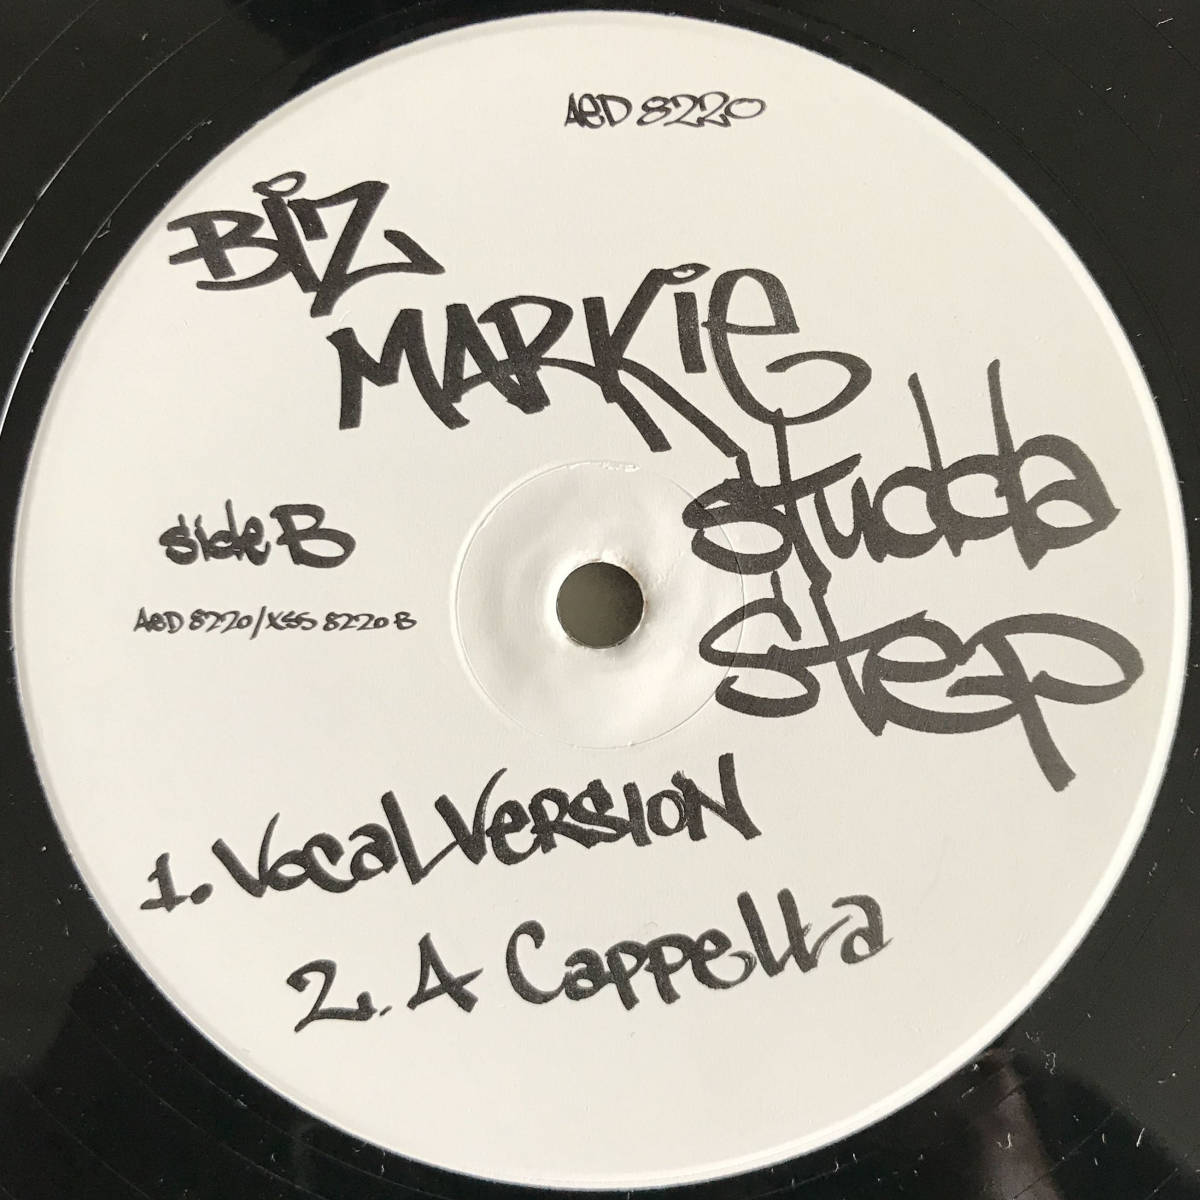 AeD 8220
Biz
Markie
Studda
Step
side B
AeD 8220/XSS 8220 B
1. Vocal Version
2. A Cappella